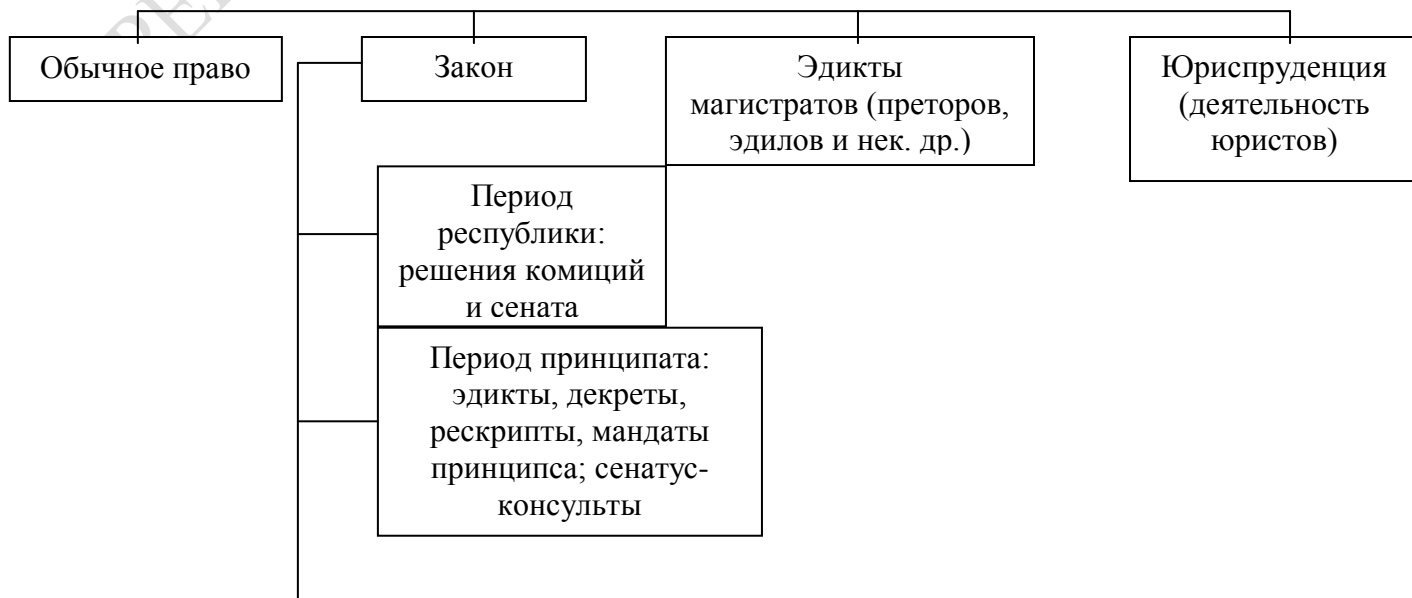 Обычное право
Закон
Эдикты
магистратов (преторов,
эдилов и нек. др.)
Юриспруденция
(деятельность
юристов)
Период
республики:
решения комиций
и сената
Период принципата:
эдикты, декреты,
рескрипты, мандаты
принципса; сенатус-
консульты